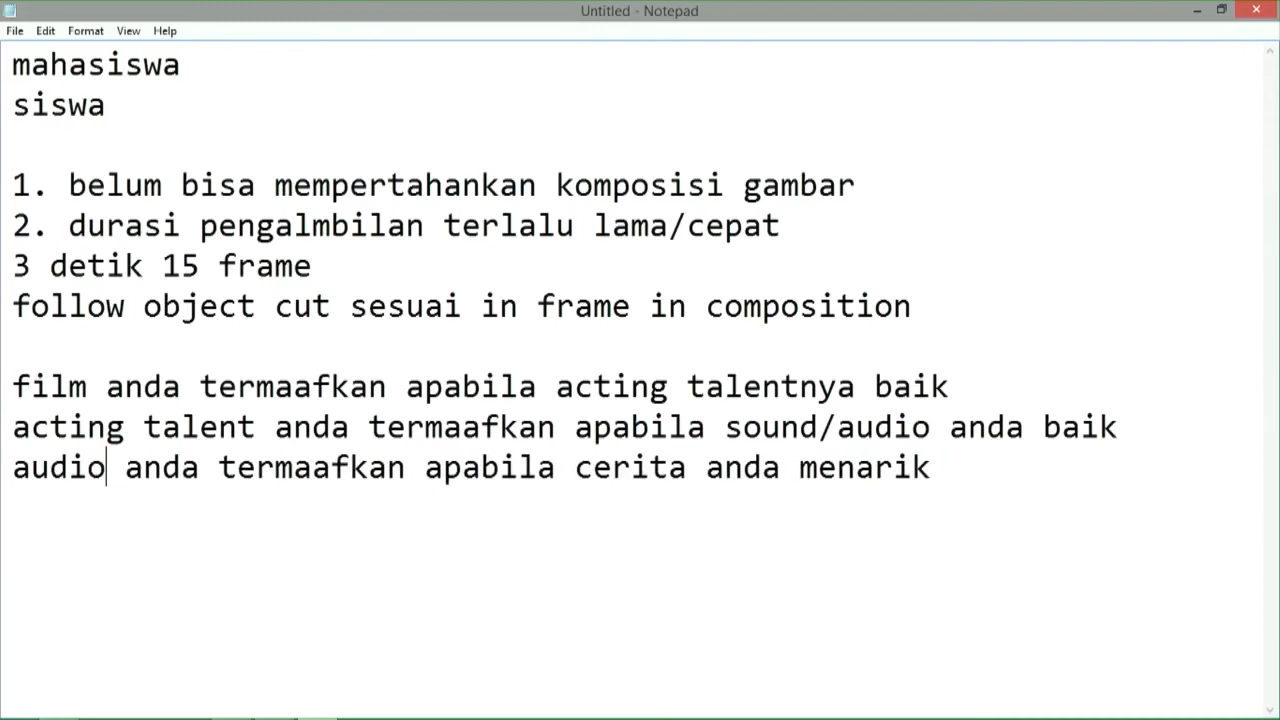 Untitled - Notepad
File Edit Format View Help
mahasiswa
siswa
1. belum bisa mempertahankan komposisi gambar
2. durasi pengalmbilan terlalu lama/cepat
3 detik 15 frame
follow object cut sesuai in frame in composition
film anda termaafkan apabila acting talentnya baik
acting talent anda termaafkan apabila sound/audio anda baik
audio anda termaafkan apabila cerita anda menarik